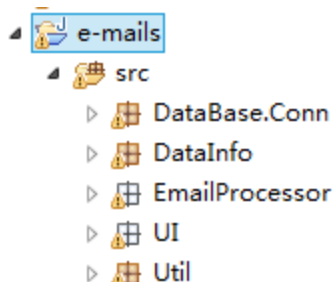 e-mails
src
DataBase.Conn
DataInfo
EmailProcessor
UI
Util